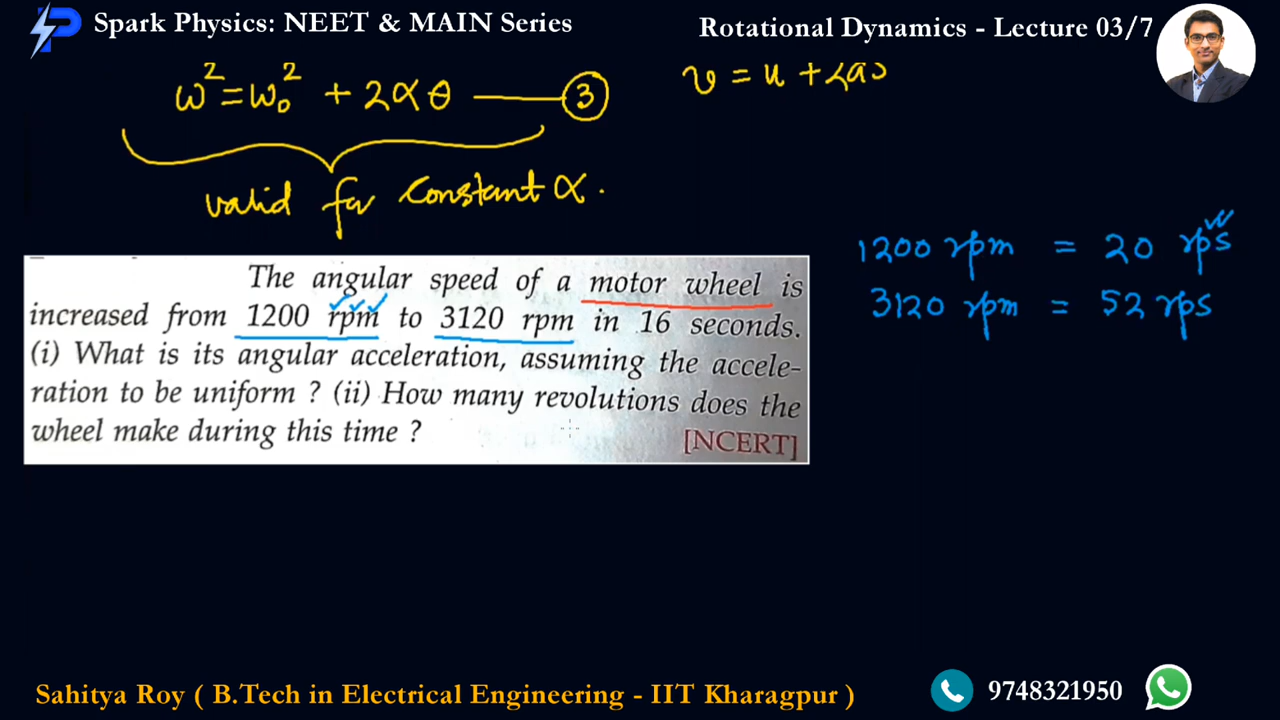 Spark Physics: NEET & MAIN Series
Rotational Dynamics - Lecture 03/7
ω² = ω₀² + 2αθ ——— ③
v = u + 2as
valid for constant α.
1200 rpm = 20 rps
3120 rpm = 52 rps
The angular speed of a motor wheel is
increased from 1200 rpm to 3120 rpm in 16 seconds.
(i) What is its angular acceleration, assuming the accele-
ration to be uniform ? (ii) How many revolutions does the
wheel make during this time ?
[NCERT]
Sahitya Roy ( B.Tech in Electrical Engineering - IIT Kharagpur )
9748321950